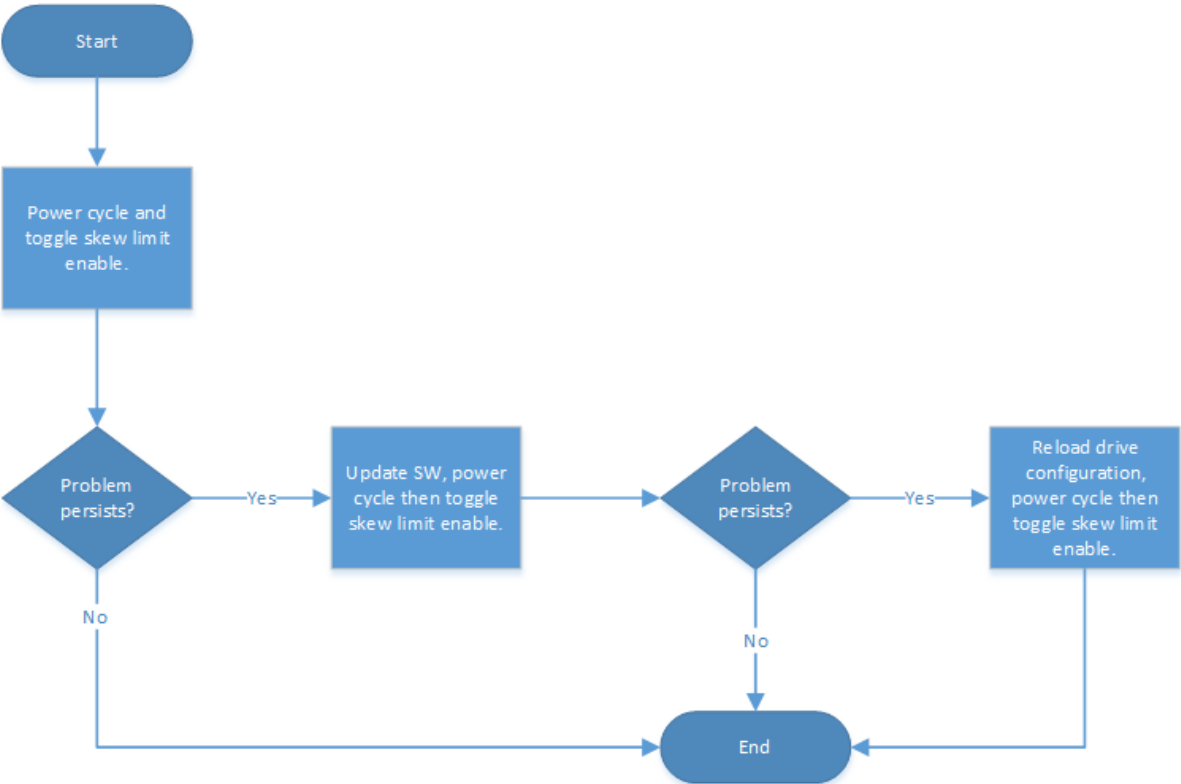 Start
Power cycle and
toggle skew limit
enable.
Problem
persists?
Yes
Update SW, power
cycle then toggle
skew limit enable.
Problem
persists?
Yes
Reload drive
configuration,
power cycle then
toggle skew limit
enable.
No
No
End